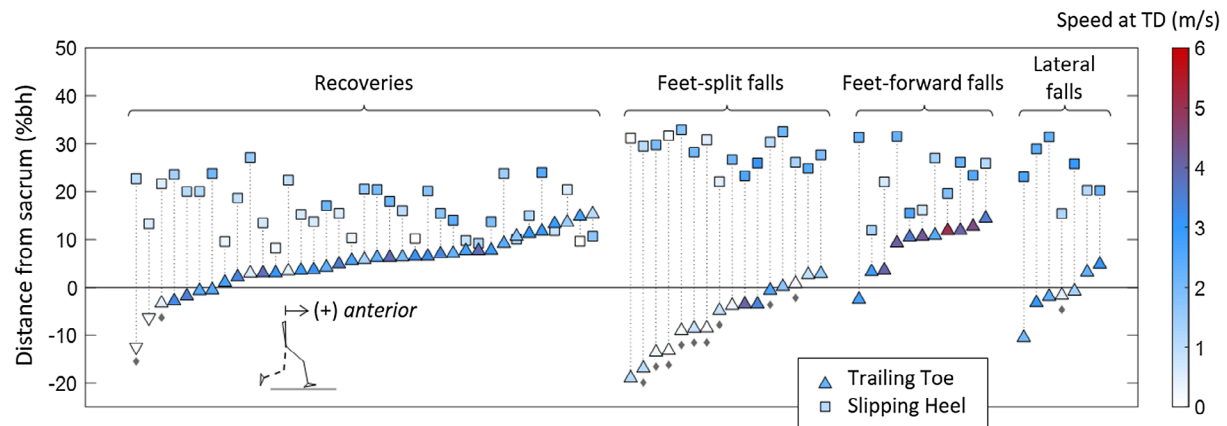 Speed at TD (m/s)
50
40
30
20
10
0
-10
-20
Distance from sacrum (%bh)
Recoveries
Feet-split falls
Feet-forward falls
Lateral
falls
(+) anterior
Trailing Toe
Slipping Heel
6
5
4
3
2
1
0